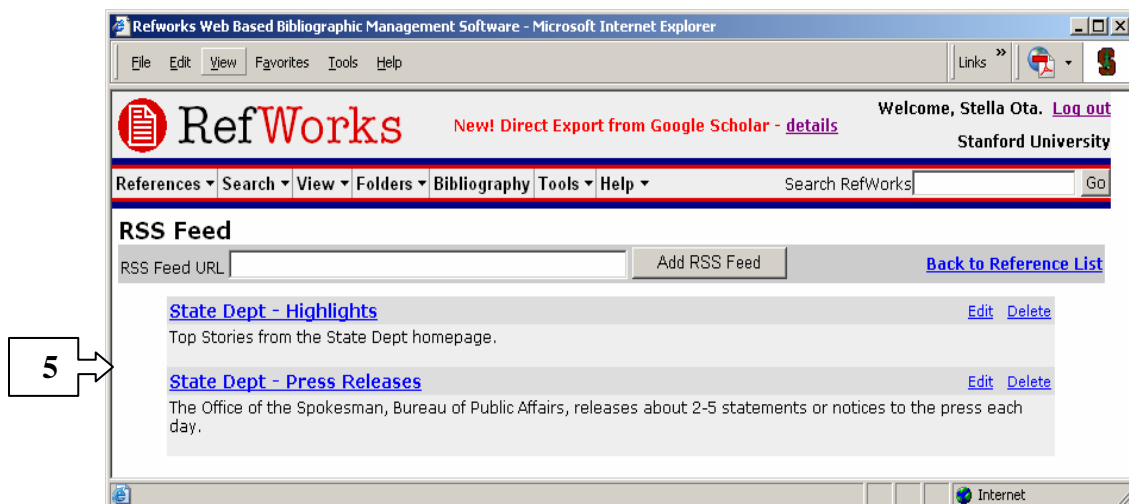 Refworks Web Based Bibliographic Management Software - Microsoft Internet Explorer
File Edit View Favorites Tools Help Links »
RefWorks New! Direct Export from Google Scholar - details Welcome, Stella Ota. Log out
Stanford University
References Search View Folders Bibliography Tools Help Search RefWorks Go
RSS Feed
RSS Feed URL Add RSS Feed Back to Reference List
State Dept - Highlights Edit Delete
Top Stories from the State Dept homepage.
5
State Dept - Press Releases Edit Delete
The Office of the Spokesman, Bureau of Public Affairs, releases about 2-5 statements or notices to the press each
day.
Internet